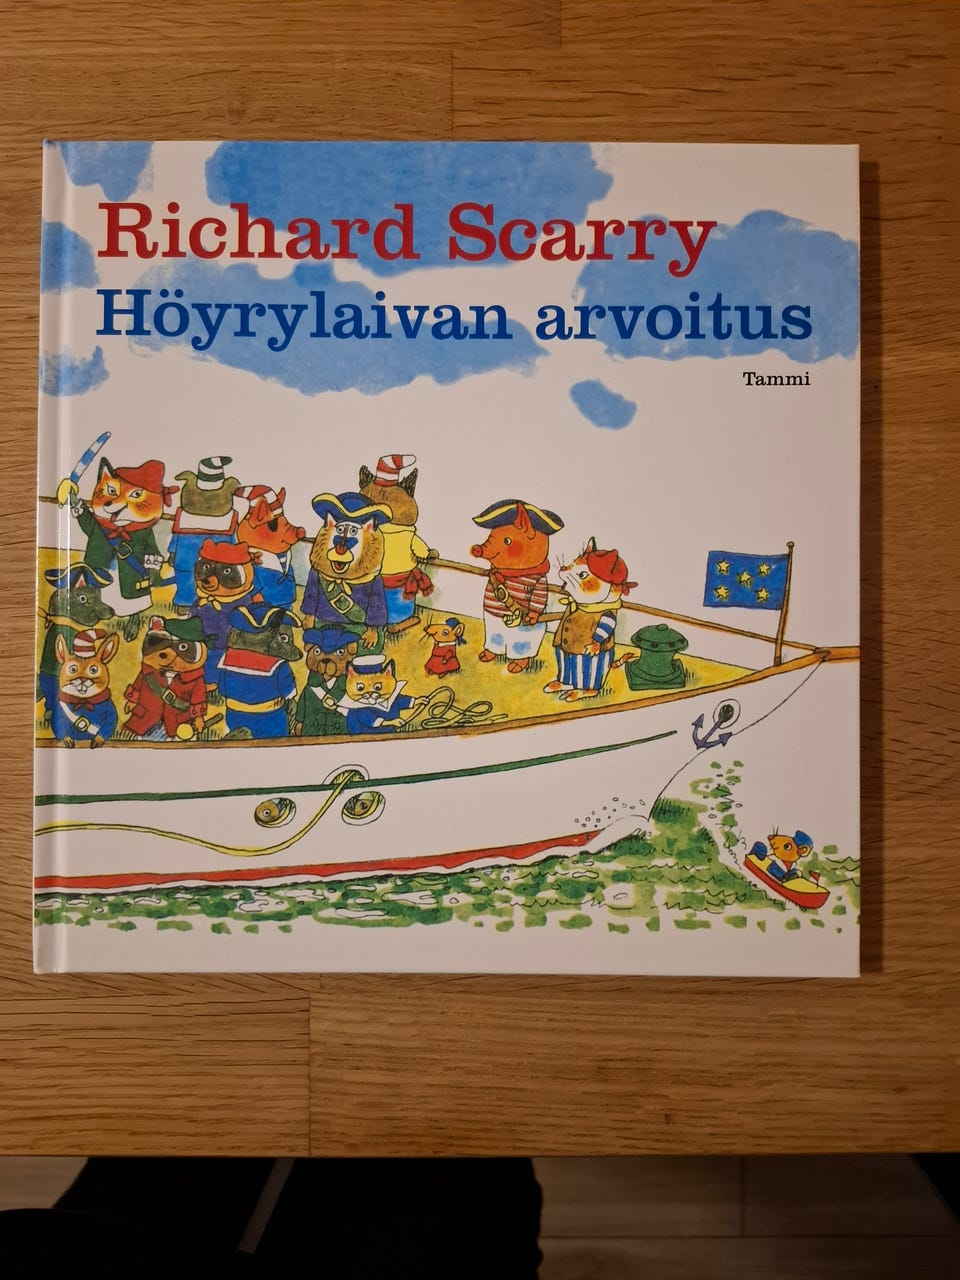 Richard Scarry
Höyrylaivan arvoitus
Tammi